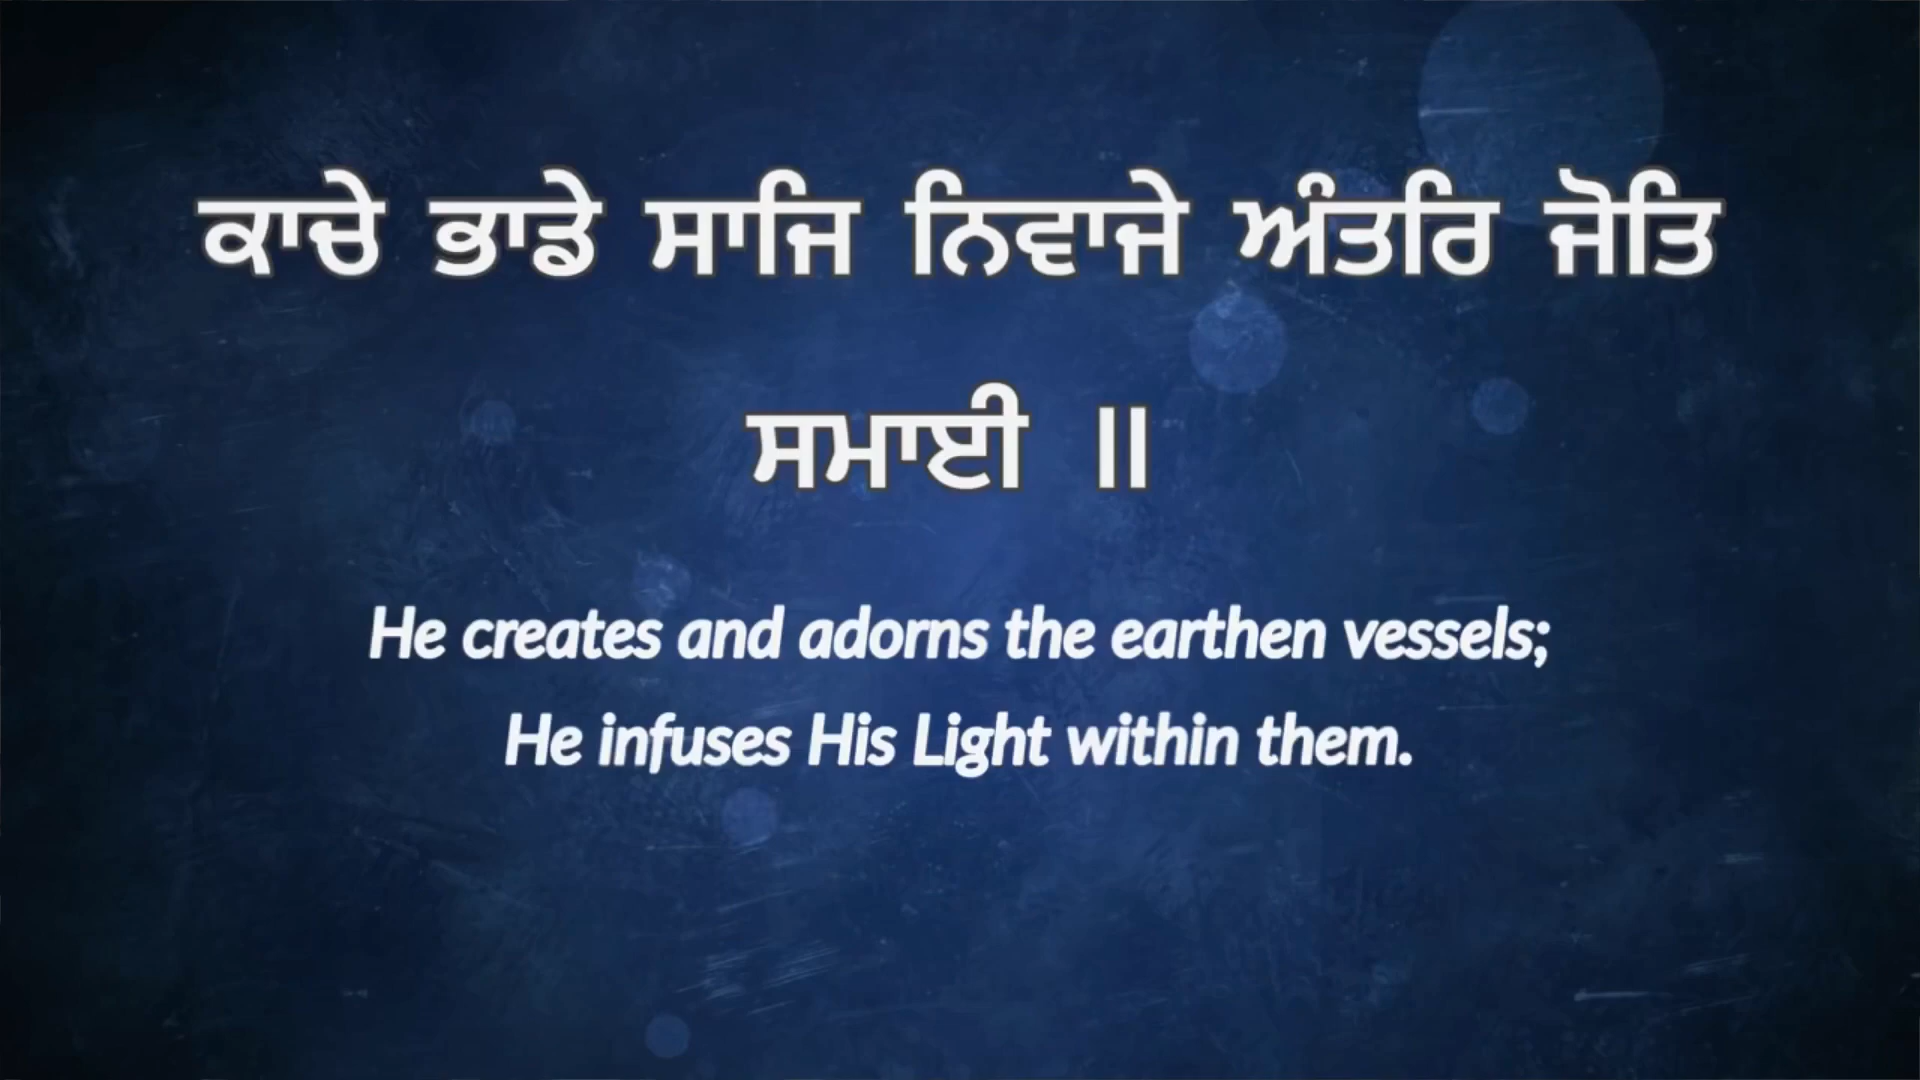 ਕਾਚੇ ਭਾਡੇ ਸਾਜਿ ਨਿਵਾਜੇ ਅੰਤਰਿ ਜੋਤਿ
ਸਮਾਈ ॥
He creates and adorns the earthen vessels;
He infuses His Light within them.